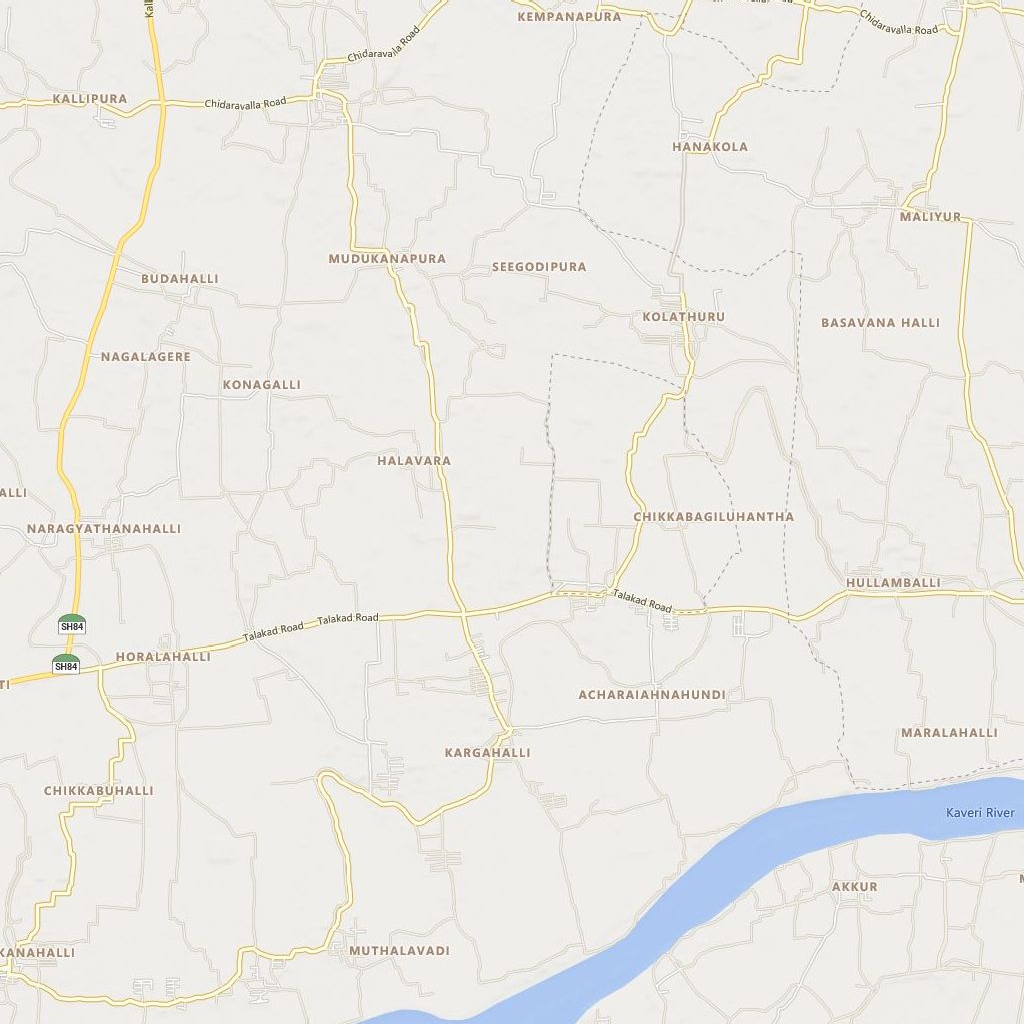 KEMPANAPURA
Chidaravalla Road
Chidaravalla Road
KALLIPURA
Chidaravalla Road
HANAKOLA
MALIYUR
MUDUKANAPURA
SEEGODIPURA
BUDAHALLI
KOLATHURU
BASAVANA HALLI
NAGALAGERE
KONAGALLI
HALAVARA
ALLI
CHIKKABAGILUHANTHA
NARAGYATHANAHALLI
HULLAMBALLI
Talakad Road
SH84
Talakad Road
Talakad Road
HORALAHALLI
SH84
TI
ACHARAIAHNAHUNDI
MARALAHALLI
KARGAHALLI
CHIKKABUHALLI
Kaveri River
AKKUR
KANAHALLI
MUTHALAVADI